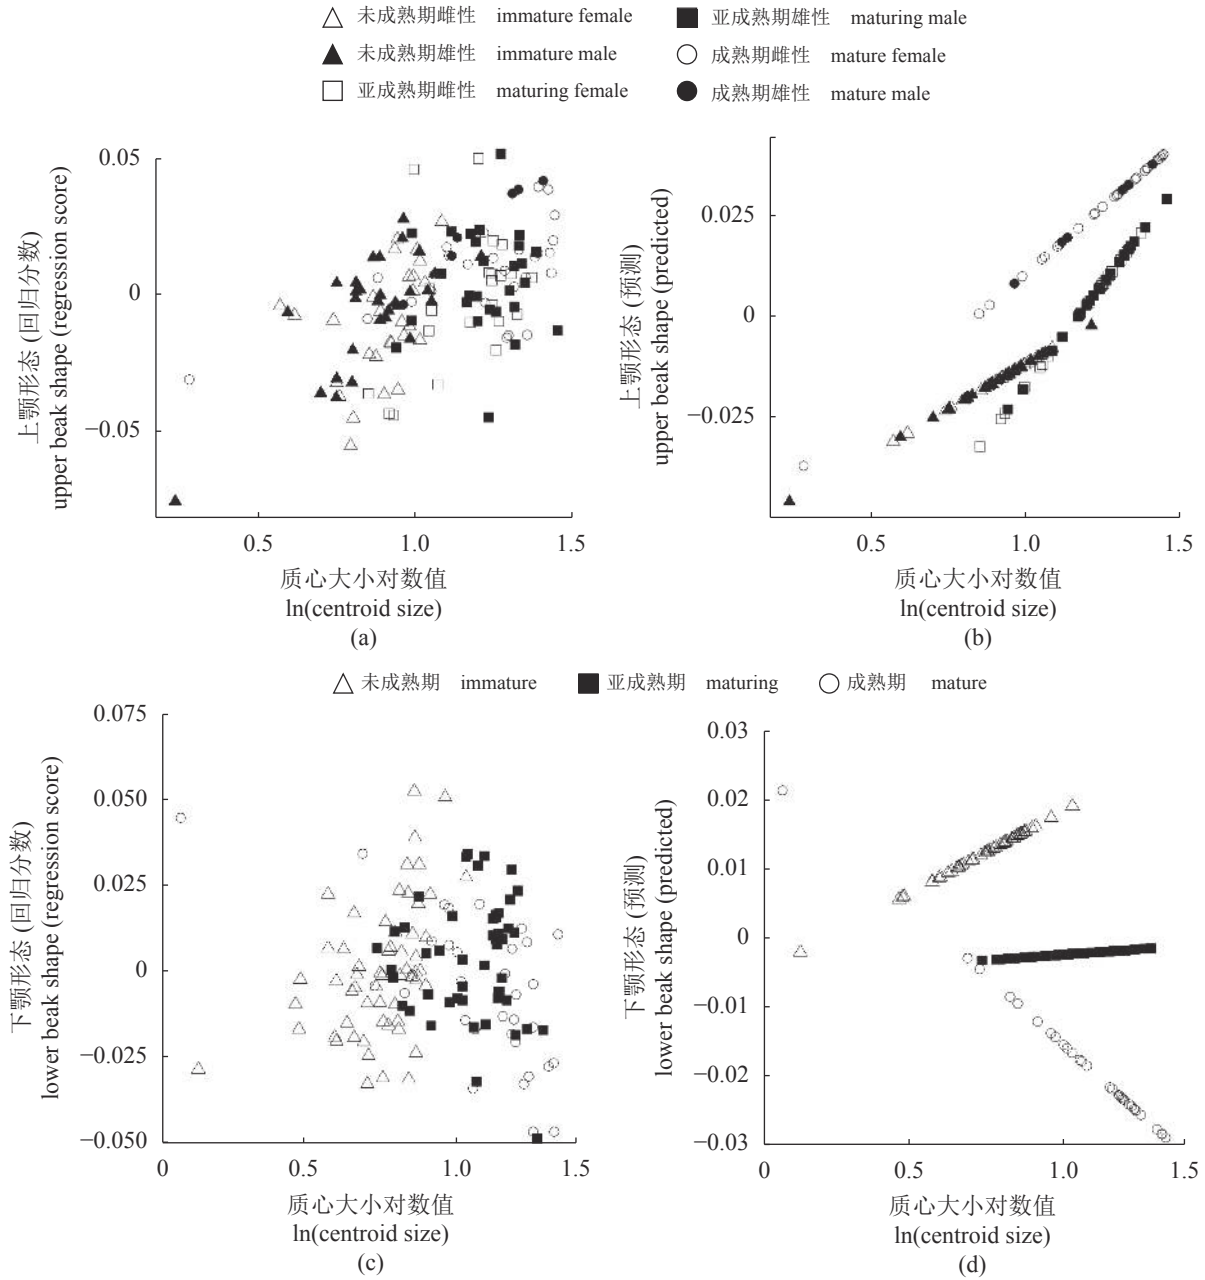 未成熟期雌性 immature female
亚成熟期雄性 maturing male
未成熟期雄性 immature male
成熟期雌性 mature female
亚成熟期雌性 maturing female
成熟期雄性 mature male
上颚形态 (回归分数)
upper beak shape (regression score)
0.05
0
−0.05
0.5 1.0 1.5
质心大小对数值
ln(centroid size)
(a)
上颚形态 (预测)
upper beak shape (predicted)
0.025
0
−0.025
0.5 1.0 1.5
质心大小对数值
ln(centroid size)
(b)
未成熟期 immature 亚成熟期 maturing 成熟期 mature
下颚形态 (回归分数)
lower beak shape (regression score)
0.075
0.050
0.025
0
−0.025
−0.050
0 0.5 1.0 1.5
质心大小对数值
ln(centroid size)
(c)
下颚形态 (预测)
lower beak shape (predicted)
0.03
0.02
0.01
0
−0.01
−0.02
−0.03
0 0.5 1.0 1.5
质心大小对数值
ln(centroid size)
(d)